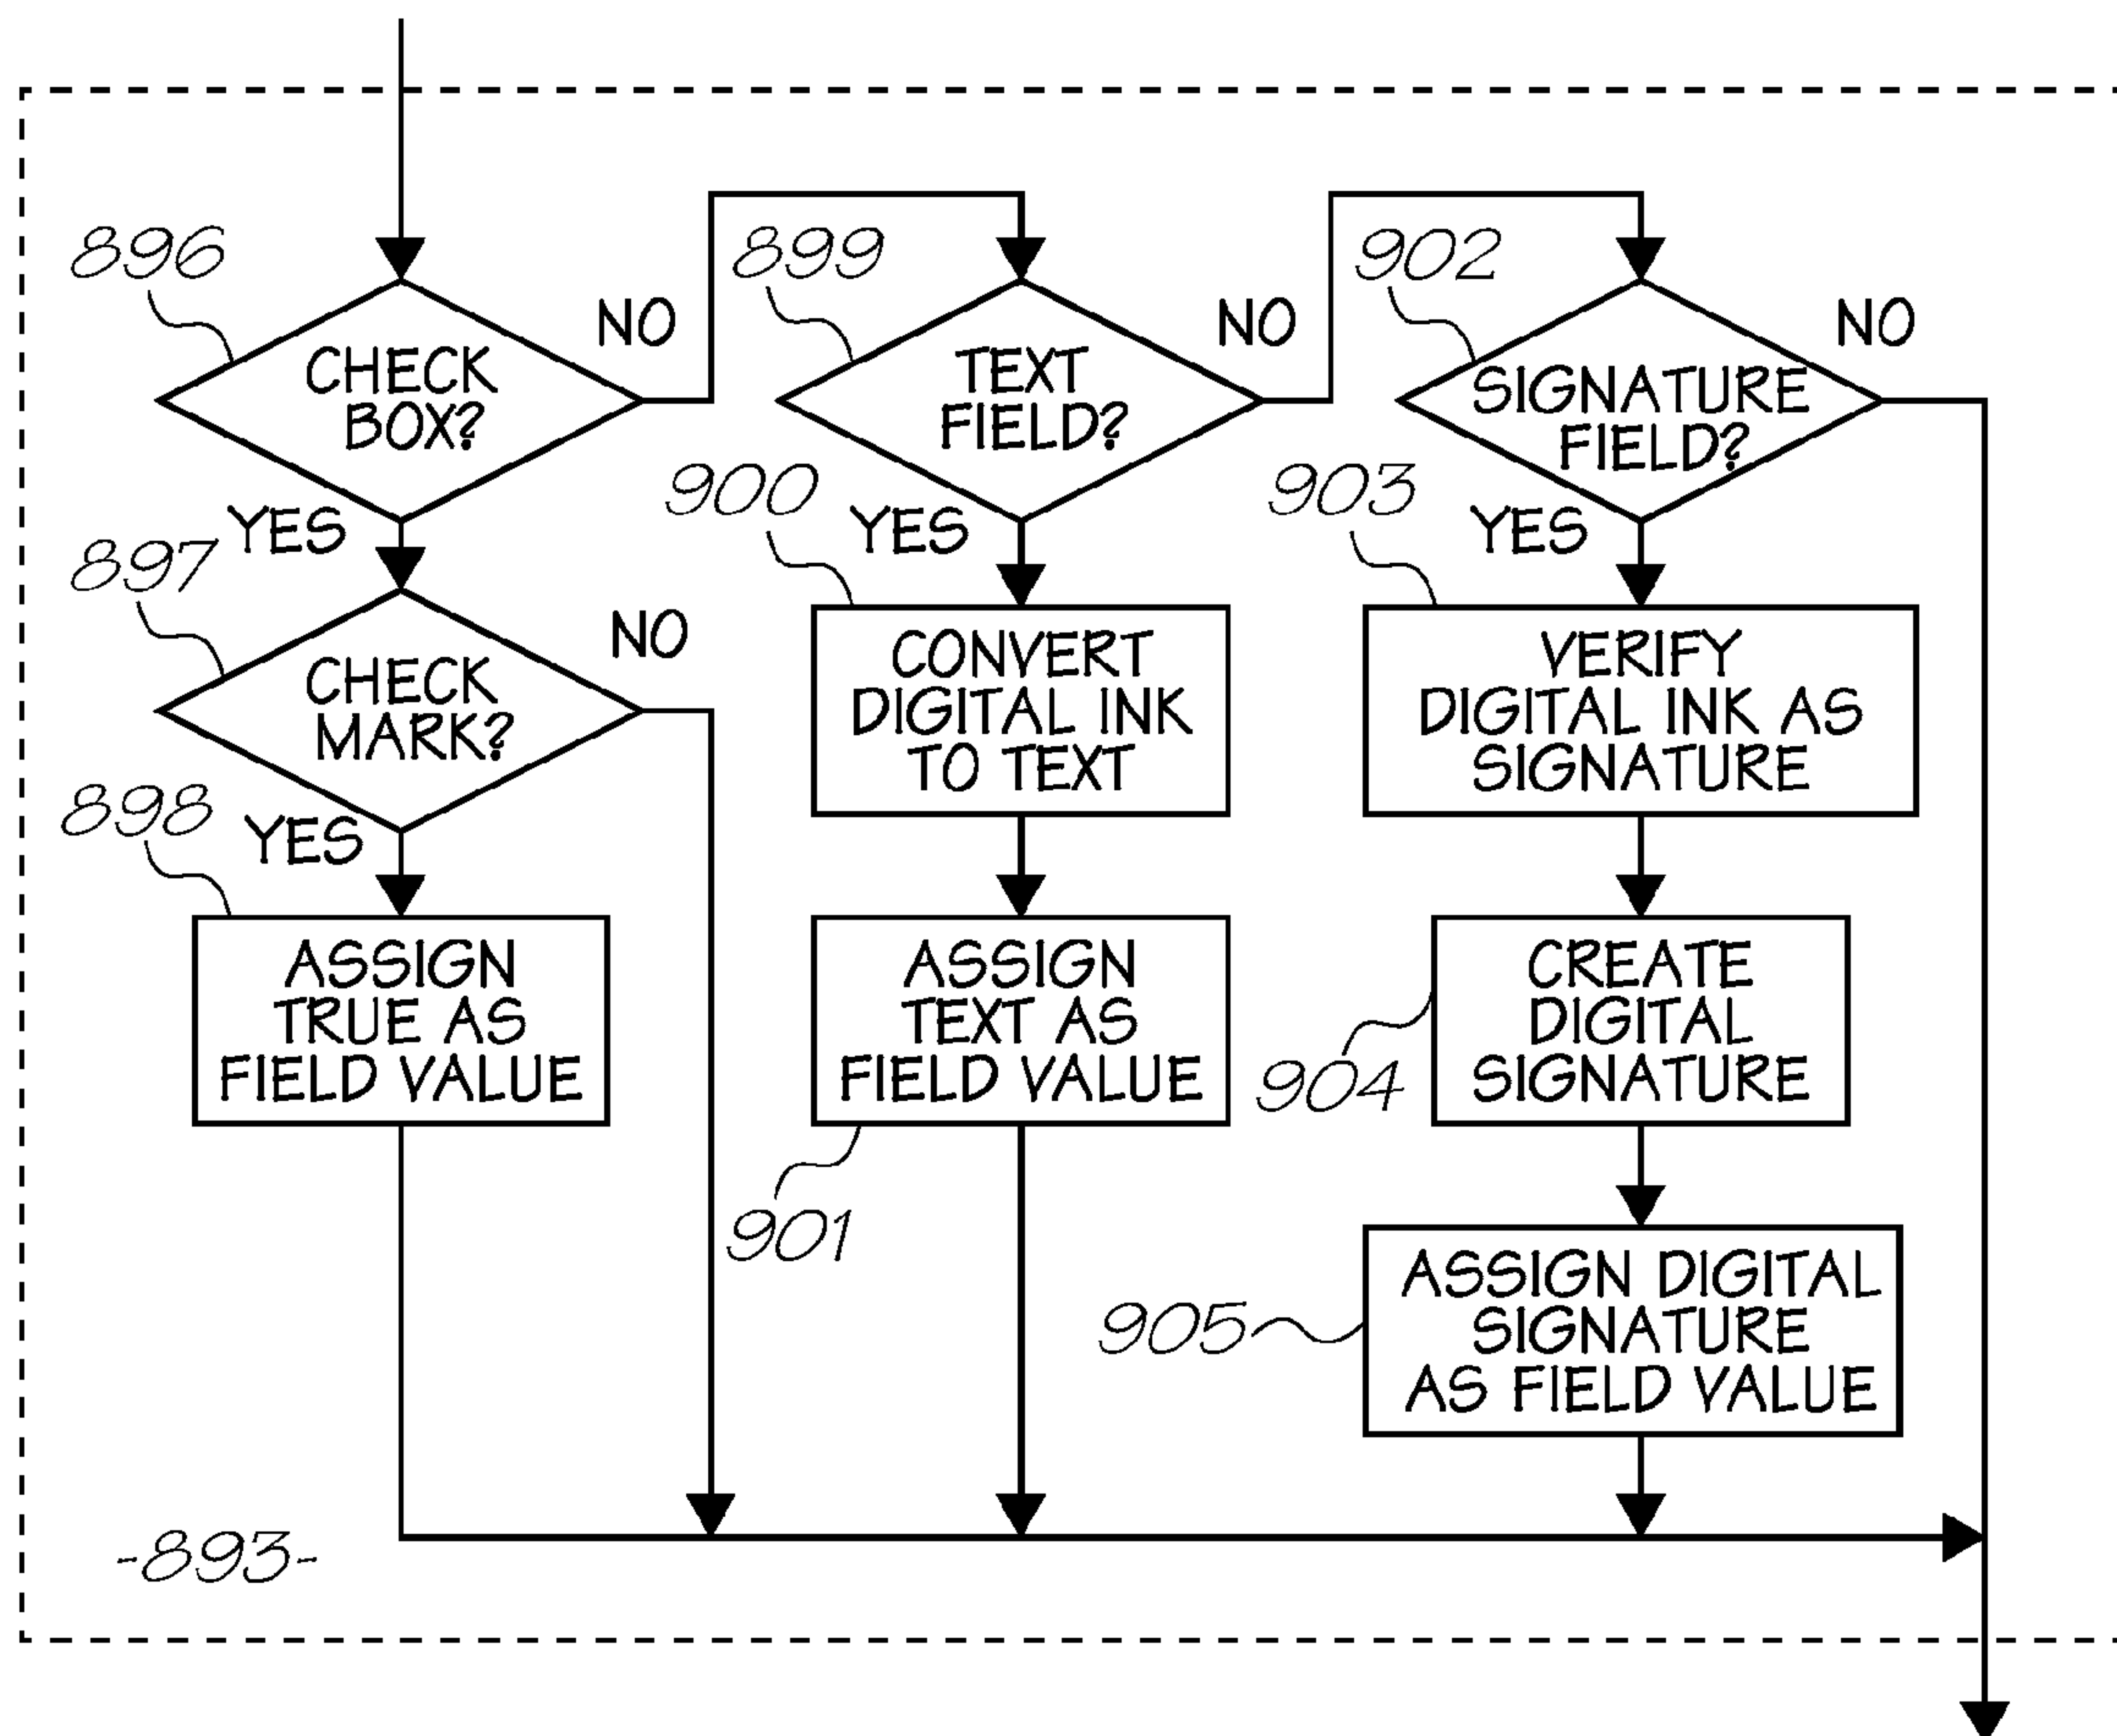 896
CHECK
BOX?
NO
YES
897
CHECK
MARK?
NO
YES
898
ASSIGN
TRUE AS
FIELD VALUE
899
TEXT
FIELD?
NO
YES
900
CONVERT
DIGITAL INK
TO TEXT
ASSIGN
TEXT AS
FIELD VALUE
901
902
SIGNATURE
FIELD?
NO
YES
903
VERIFY
DIGITAL INK AS
SIGNATURE
CREATE
DIGITAL
SIGNATURE
904
ASSIGN DIGITAL
SIGNATURE
AS FIELD VALUE
905
-893-